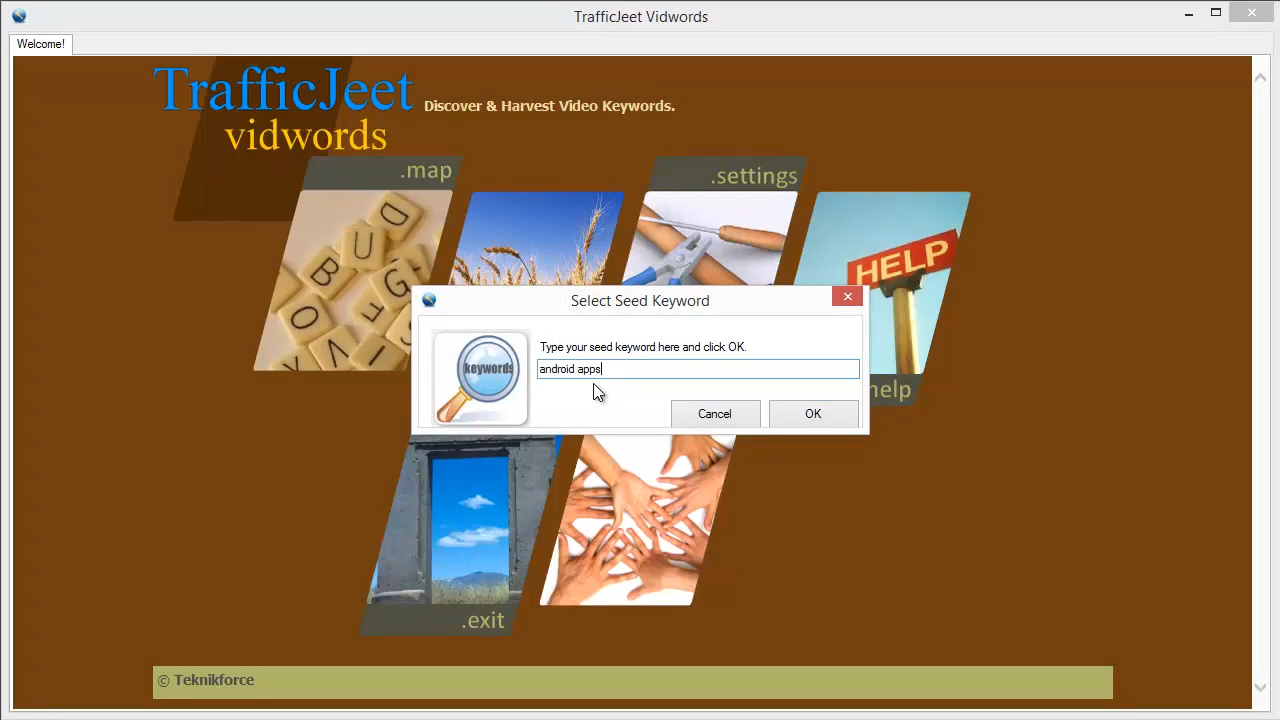 TrafficJeet Vidwords
Welcome!
TrafficJeet
vidwords
Discover & Harvest Video Keywords.
.map
.settings
HELP
Select Seed Keyword
keywords
Type your seed keyword here and click OK.
android apps
Cancel
OK
help
.exit
© Teknikforce